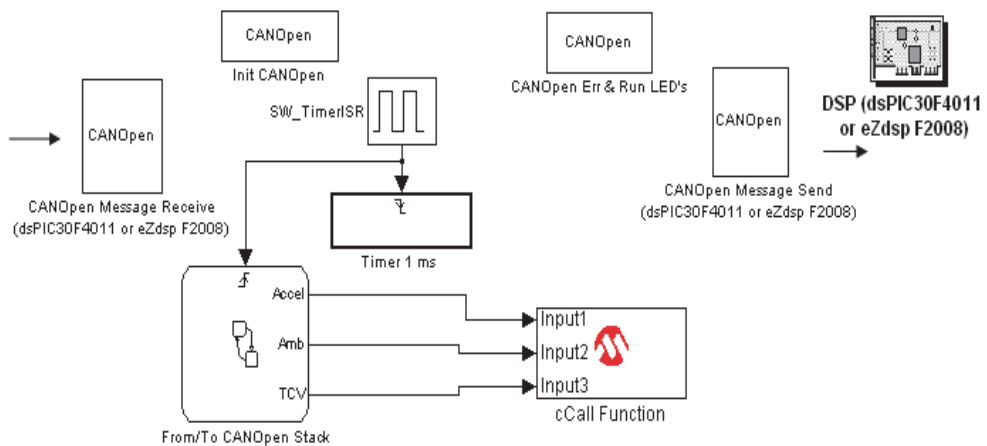 CANOpen
Init CANOpen
CANOpen
CANOpen Err & Run LED's
SW_TimerISR
CANOpen
CANOpen Message Receive
(dsPIC30F4011 or eZdsp F2008)
CANOpen
CANOpen Message Send
(dsPIC30F4011 or eZdsp F2008)
DSP (dsPIC30F4011
or eZdsp F2008)
Timer 1 ms
Accel
Amb
TCV
From/To CANOpen Stack
Input1
Input2
Input3
cCall Function